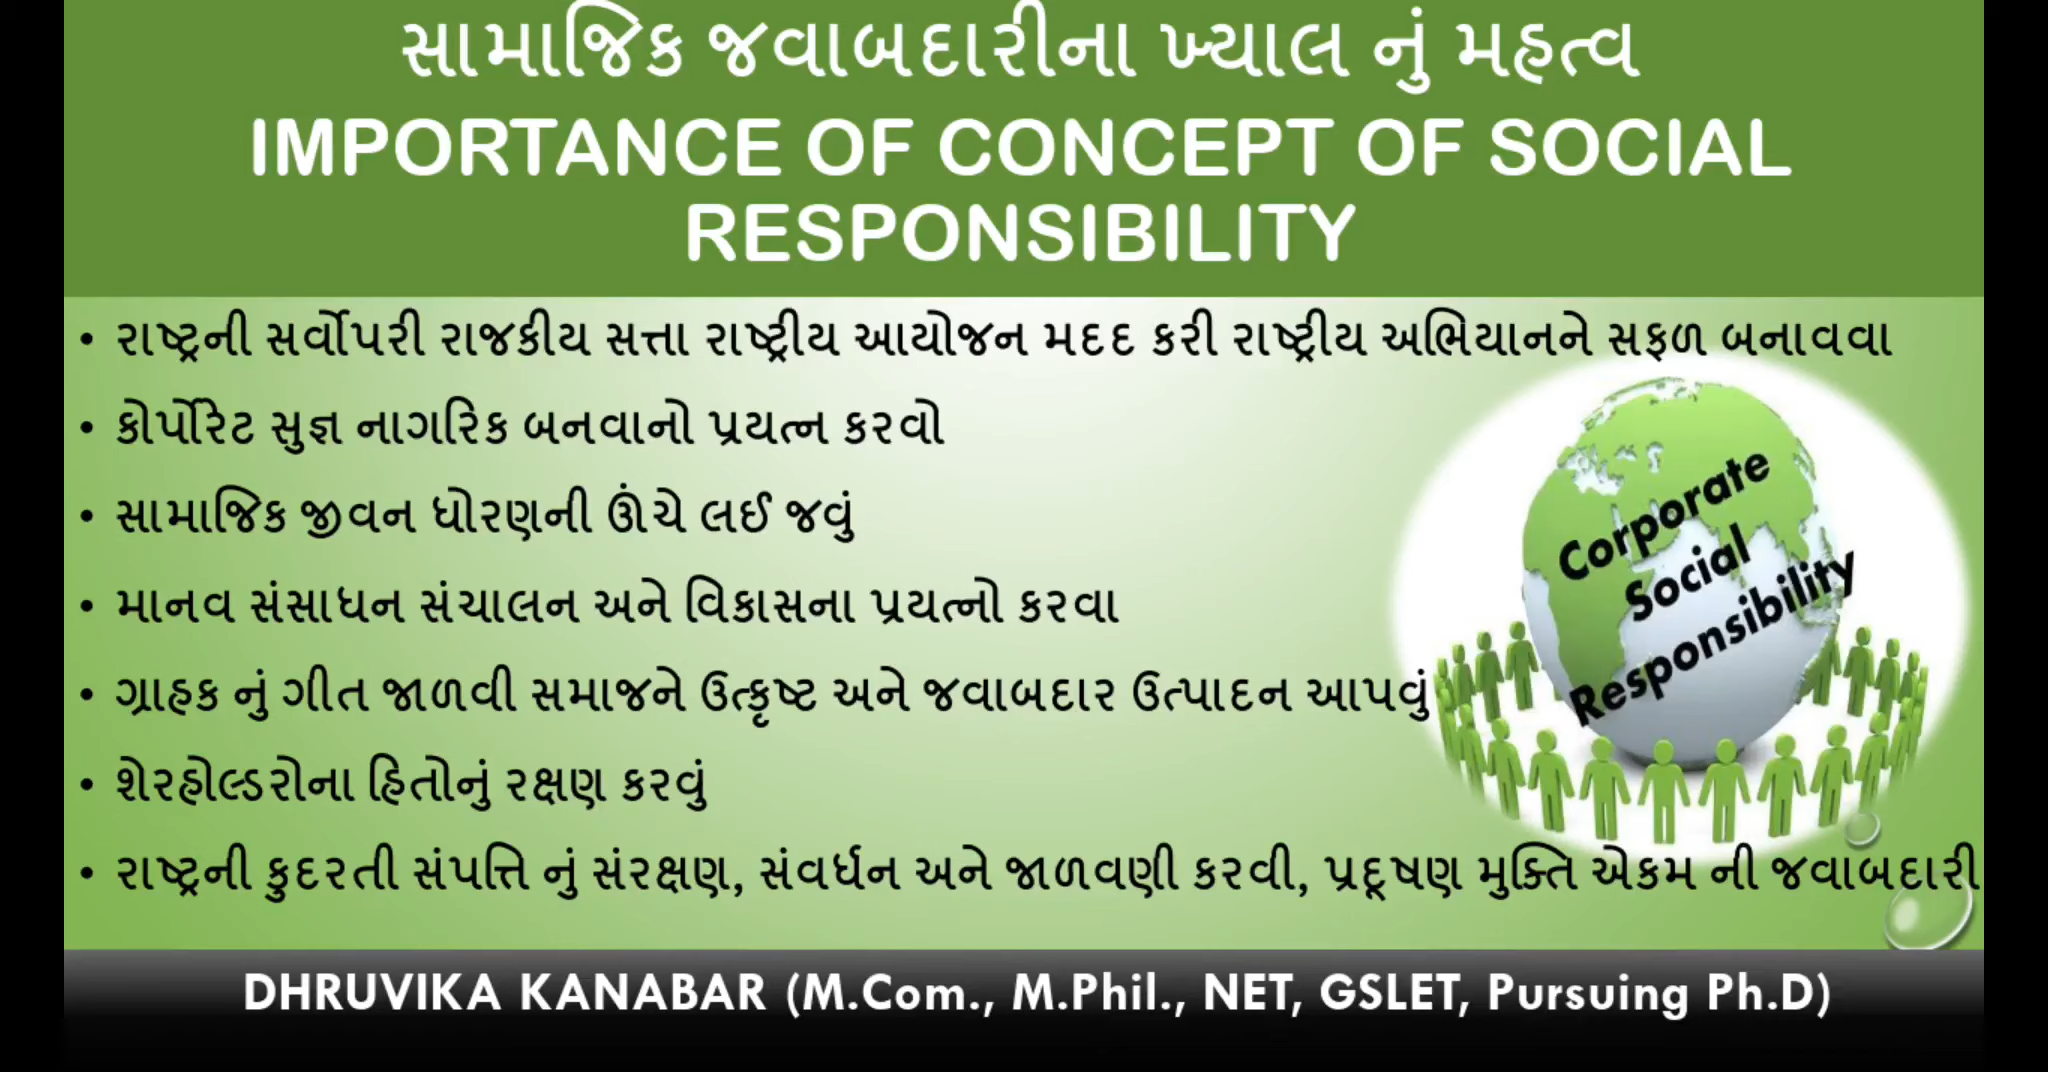 સામાજિક જવાબદારીના ખ્યાલ નું મહત્વ
IMPORTANCE OF CONCEPT OF SOCIAL
RESPONSIBILITY
• રાષ્ટ્રની સર્વોપરી રાજકીય સત્તા રાષ્ટ્રીય આયોજન મદદ કરી રાષ્ટ્રીય અભિયાનને સફળ બનાવવા
• કોર્પોરેટ સુજ્ઞ નાગરિક બનવાનો પ્રયત્ન કરવો
• સામાજિક જીવન ધોરણની ઊંચે લઈ જવું
• માનવ સંસાધન સંચાલન અને વિકાસના પ્રયત્નો કરવા
• ગ્રાહક નું ગીત જાળવી સમાજને ઉત્કૃષ્ટ અને જવાબદાર ઉત્પાદન આપવું
• શેરહોલ્ડરોના હિતોનું રક્ષણ કરવું
• રાષ્ટ્રની કુદરતી સંપત્તિ નું સંરક્ષણ, સંવર્ધન અને જાળવણી કરવી, પ્રદૂષણ મુક્તિ એકમ ની જવાબદારી
Corporate
Social
Responsibility
DHRUVIKA KANABAR (M.Com., M.Phil., NET, GSLET, Pursuing Ph.D)